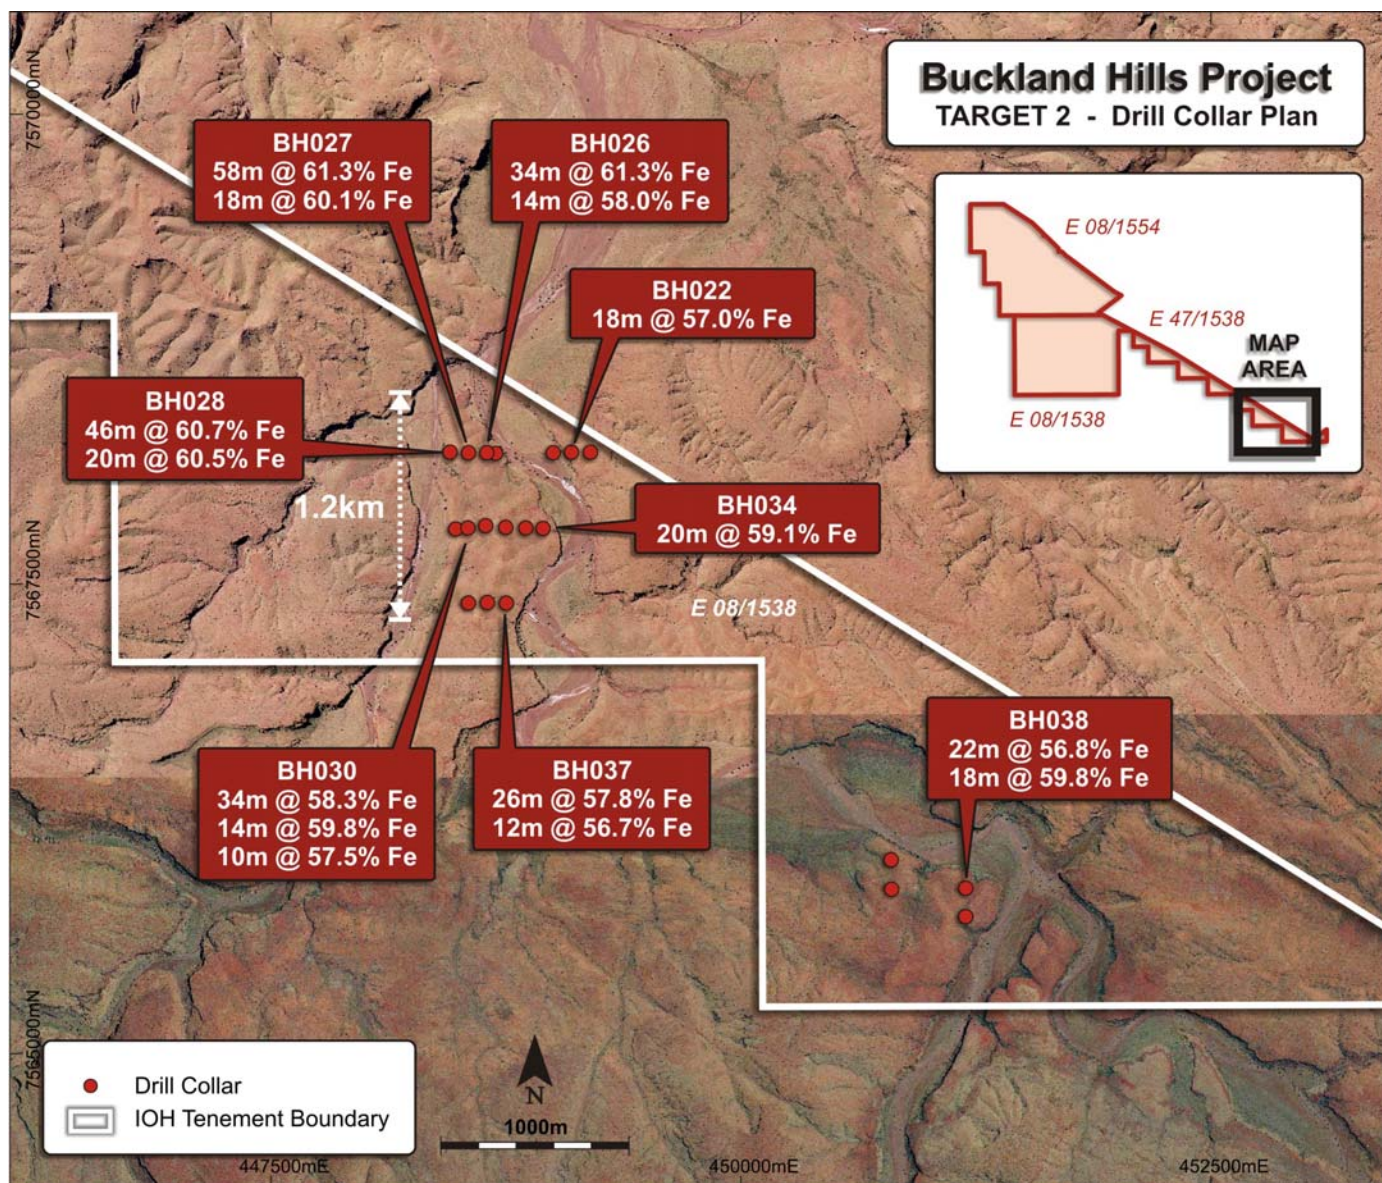 Buckland Hills Project
TARGET 2 - Drill Collar Plan
7570000mN
BH027
58m @ 61.3% Fe
18m @ 60.1% Fe
BH026
34m @ 61.3% Fe
14m @ 58.0% Fe
E 08/1554
E 47/1538
MAP
AREA
E 08/1538
BH022
18m @ 57.0% Fe
BH028
46m @ 60.7% Fe
20m @ 60.5% Fe
1.2km
BH034
20m @ 59.1% Fe
7567500mN
E 08/1538
BH030
34m @ 58.3% Fe
14m @ 59.8% Fe
10m @ 57.5% Fe
BH037
26m @ 57.8% Fe
12m @ 56.7% Fe
BH038
22m @ 56.8% Fe
18m @ 59.8% Fe
7565000mN
Drill Collar
IOH Tenement Boundary
N
1000m
447500mE
450000mE
452500mE